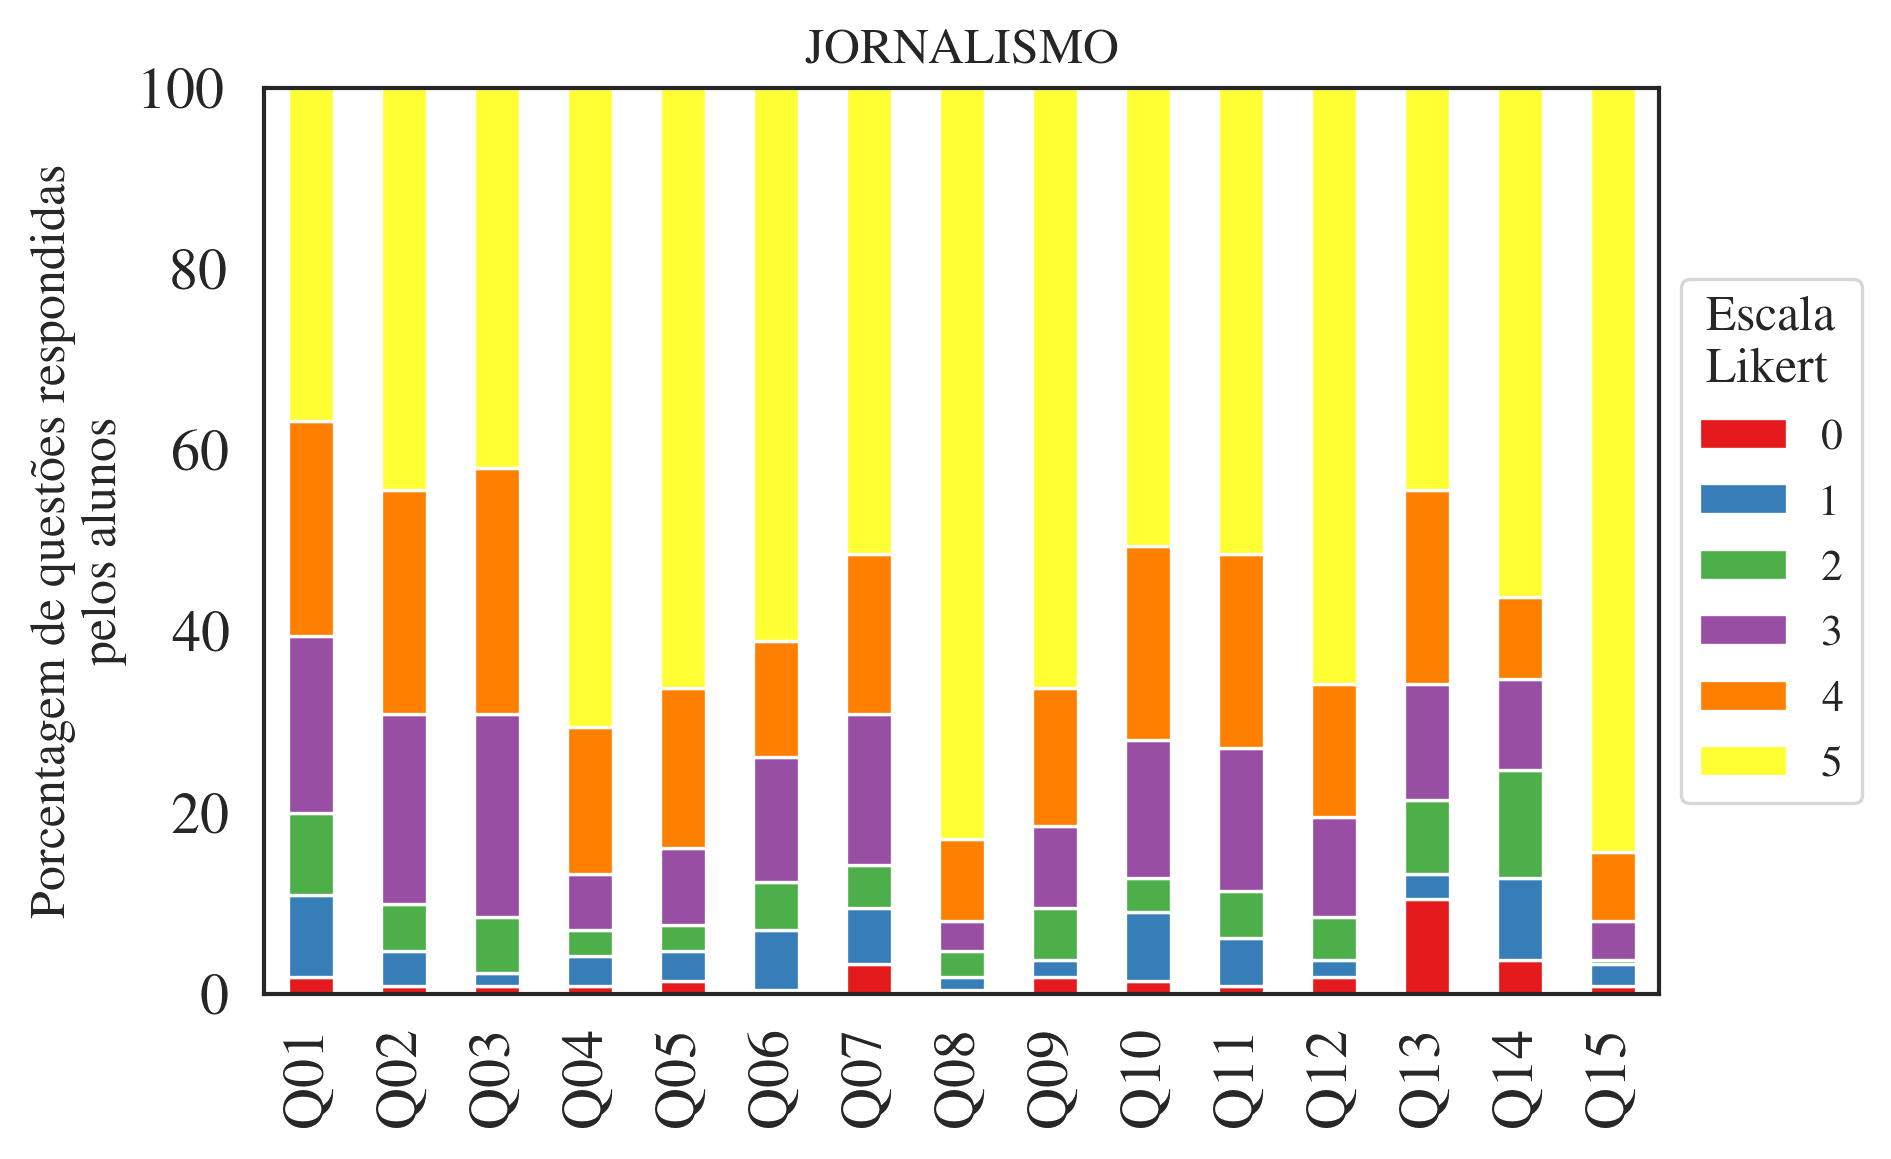 JORNALISMO
Porcentagem de questões respondidas
pelos alunos
100
80
60
40
20
0
Q01
Q02
Q03
Q04
Q05
Q06
Q07
Q08
Q09
Q10
Q11
Q12
Q13
Q14
Q15
Escala
Likert
0
1
2
3
4
5